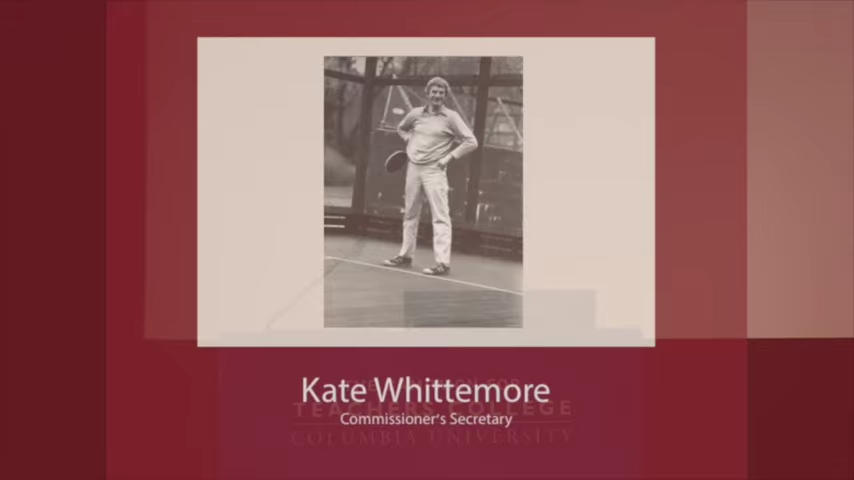 Kate Whittemore
TEACHERS COLLEGE
Commissioner's Secretary
COLUMBIA UNIVERSITY